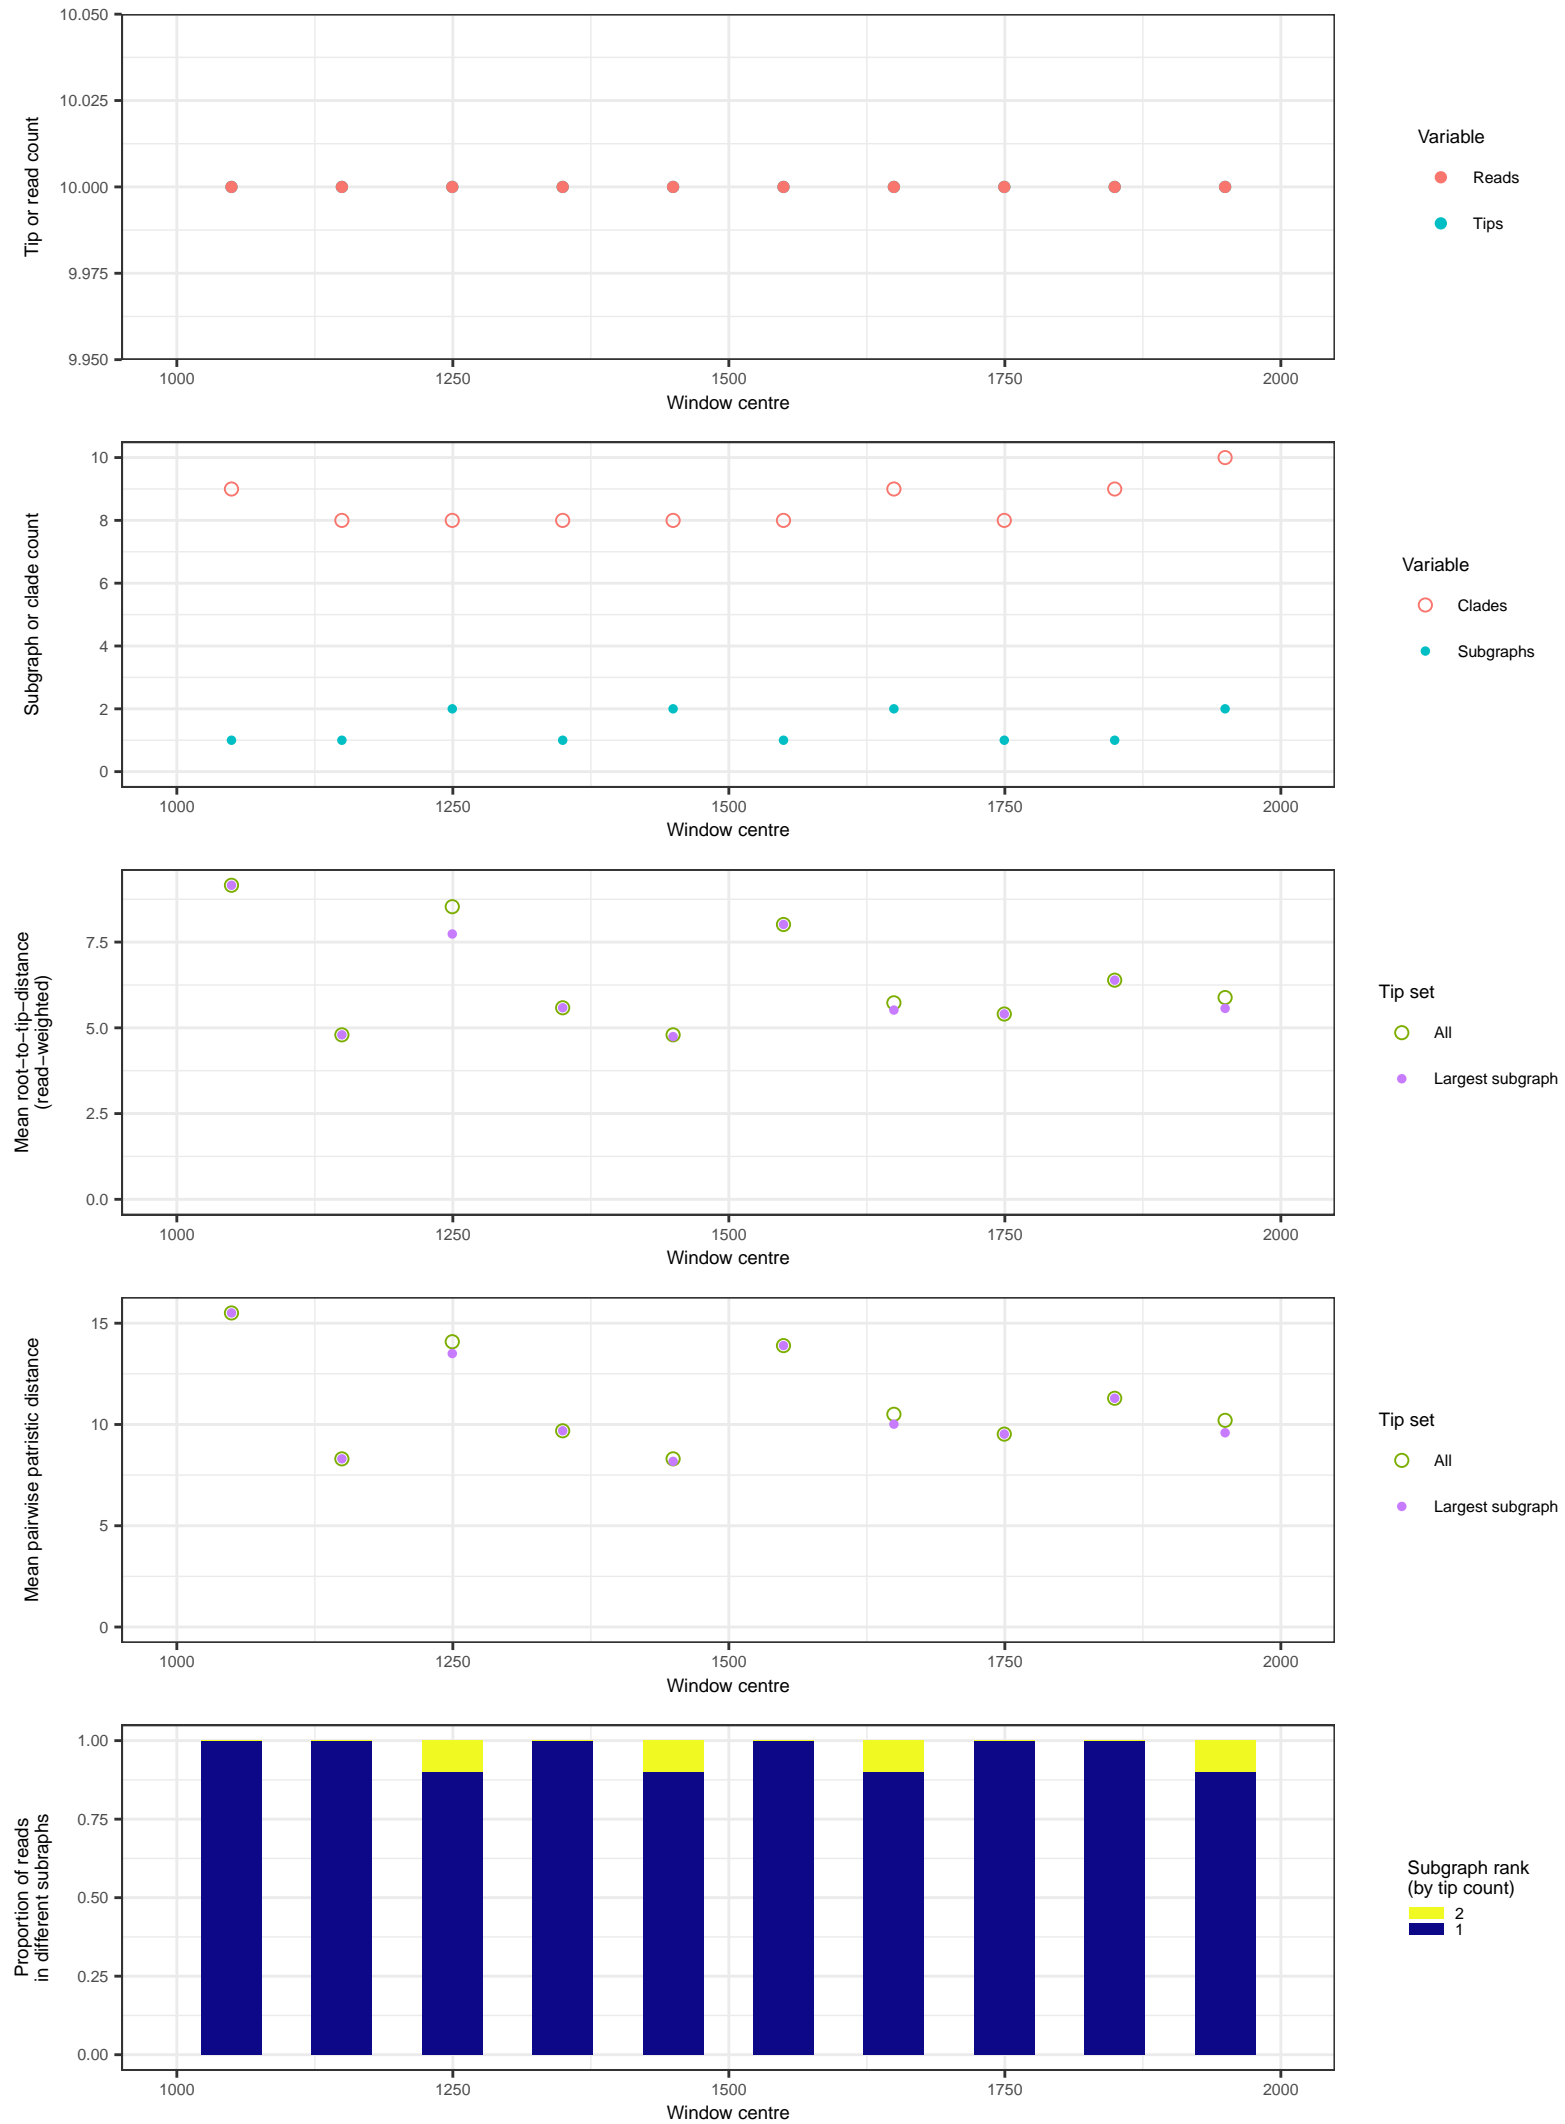 10.050
10.025
10.000
9.975
9.950
Tip or read count
1000 1250 1500 1750 2000
Window centre
Variable
Reads
Tips
10
8
6
4
2
0
Subgraph or clade count
1000 1250 1500 1750 2000
Window centre
Variable
Clades
Subgraphs
7.5
5.0
2.5
0.0
Mean root−to−tip−distance
(read−weighted)
1000 1250 1500 1750 2000
Window centre
Tip set
All
Largest subgraph
15
10
5
0
Mean pairwise patristic distance
1000 1250 1500 1750 2000
Window centre
Tip set
All
Largest subgraph
1.00
0.75
0.50
0.25
0.00
Proportion of reads
in different subraphs
1000 1250 1500 1750 2000
Window centre
Subgraph rank
(by tip count)
2
1